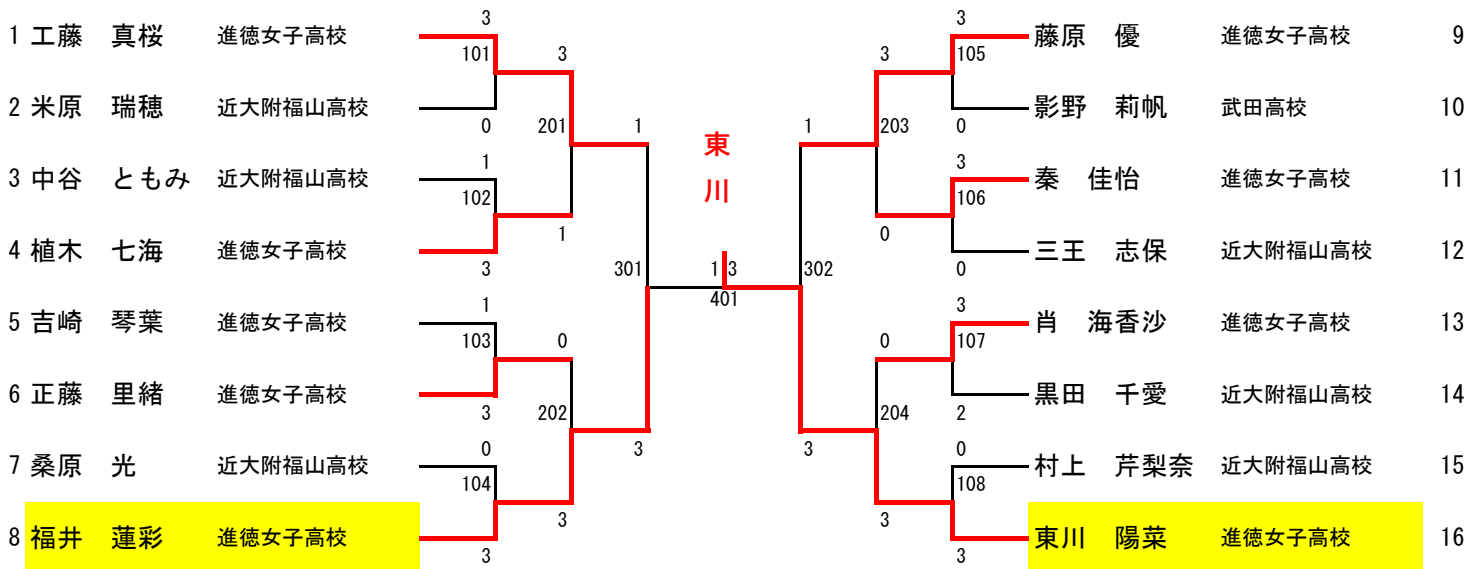 3 3
1 工藤 真桜 進徳女子高校 藤原 優 進徳女子高校 9
101 3 3 105
2 米原 瑞穂 近大附福山高校 影野 莉帆 武田高校 10
0 201 1 1 203 0
東
1 3
3 中谷 ともみ 近大附福山高校 秦 佳怡 進徳女子高校 11
川
102 106
1 0
4 植木 七海 進徳女子高校 三王 志保 近大附福山高校 12
3 301 1 3 302 0
401
1 3
5 吉崎 琴葉 進徳女子高校 肖 海香沙 進徳女子高校 13
103 0 0 107
6 正藤 里緒 進徳女子高校 黒田 千愛 近大附福山高校 14
3 202 204 2
0 3 3 0
7 桑原 光 近大附福山高校 村上 芹梨奈 近大附福山高校 15
104 108
3 3
8 福井 蓮彩 進徳女子高校 東川 陽菜 進徳女子高校 16
3 3